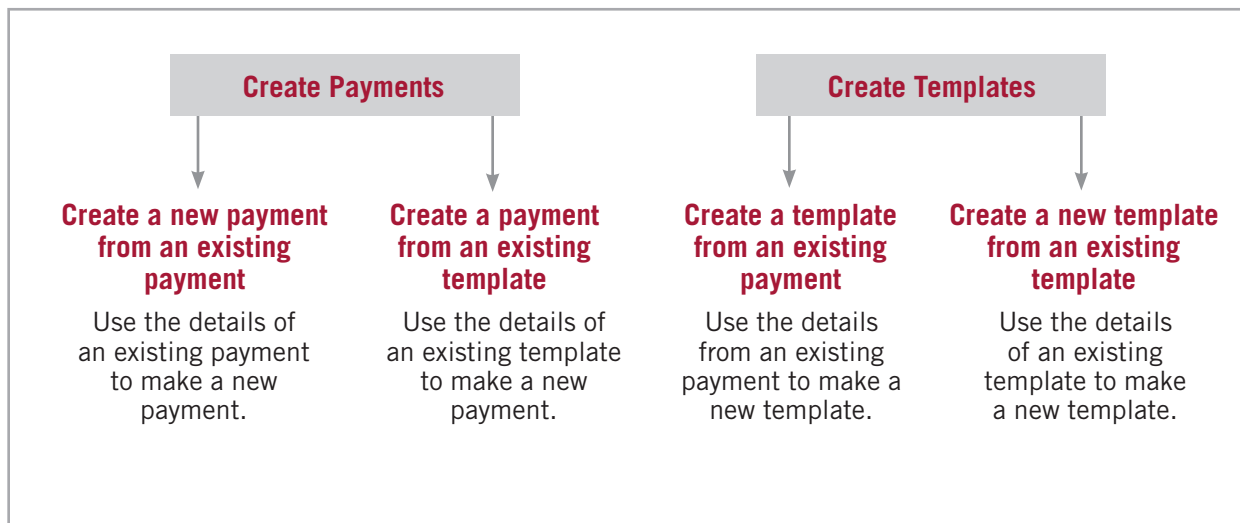 Create Payments
Create Templates
Create a new payment
from an existing
payment
Use the details of
an existing payment
to make a new
payment.
Create a payment
from an existing
template
Use the details of
an existing template
to make a new
payment.
Create a template
from an existing
payment
Use the details
from an existing
payment to make a
new template.
Create a new template
from an existing
template
Use the details
of an existing
template to make
a new template.